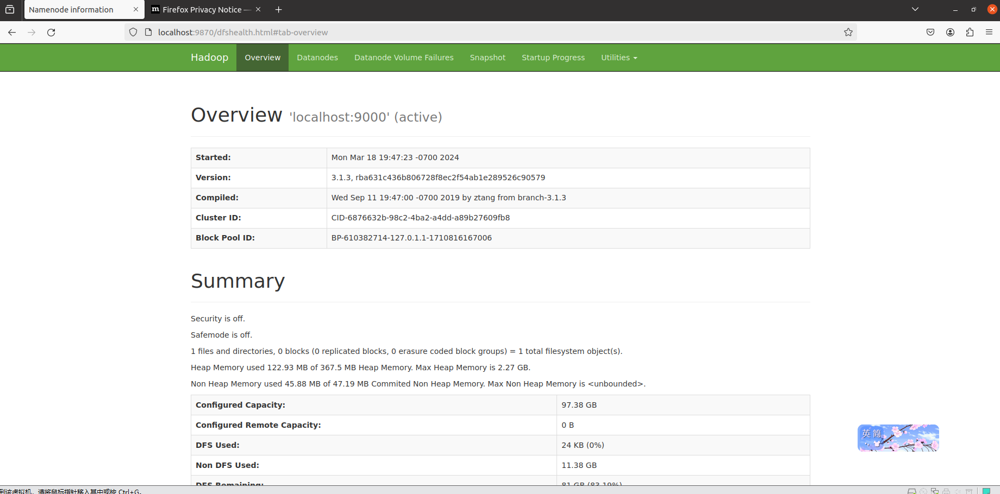 Namenode information
Firefox Privacy Notice —
localhost:9870/dfshealth.html#tab-overview
Hadoop Overview Datanodes Datanode Volume Failures Snapshot Startup Progress Utilities
Overview 'localhost:9000' (active)
Started: Mon Mar 18 19:47:23 -0700 2024
Version: 3.1.3, rba631c436b806728f8ec2f54ab1e289526c90579
Compiled: Wed Sep 11 19:47:00 -0700 2019 by ztang from branch-3.1.3
Cluster ID: CID-6876632b-98c2-4ba2-a4dd-a89b27609fb8
Block Pool ID: BP-610382714-127.0.1.1-1710816167006
Summary
Security is off.
Safemode is off.
1 files and directories, 0 blocks (0 replicated blocks, 0 erasure coded block groups) = 1 total filesystem object(s).
Heap Memory used 122.93 MB of 367.5 MB Heap Memory. Max Heap Memory is 2.27 GB.
Non Heap Memory used 45.88 MB of 47.19 MB Commited Non Heap Memory. Max Non Heap Memory is <unbounded>.
Configured Capacity: 97.38 GB
Configured Remote Capacity: 0 B
英 简
DFS Used: 24 KB (0%)
Non DFS Used: 11.38 GB
DFS Remaining: 81 GB (83.19%)
到该虚拟机，请将鼠标指针移入其中或按 Ctrl+G。